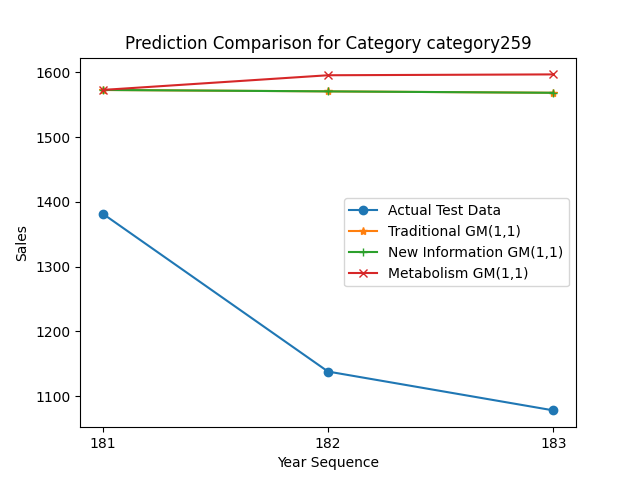 Prediction Comparison for Category category259
1600
1500
1400
1300
1200
1100
Sales
Actual Test Data
Traditional GM(1,1)
New Information GM(1,1)
Metabolism GM(1,1)
181 182 183
Year Sequence